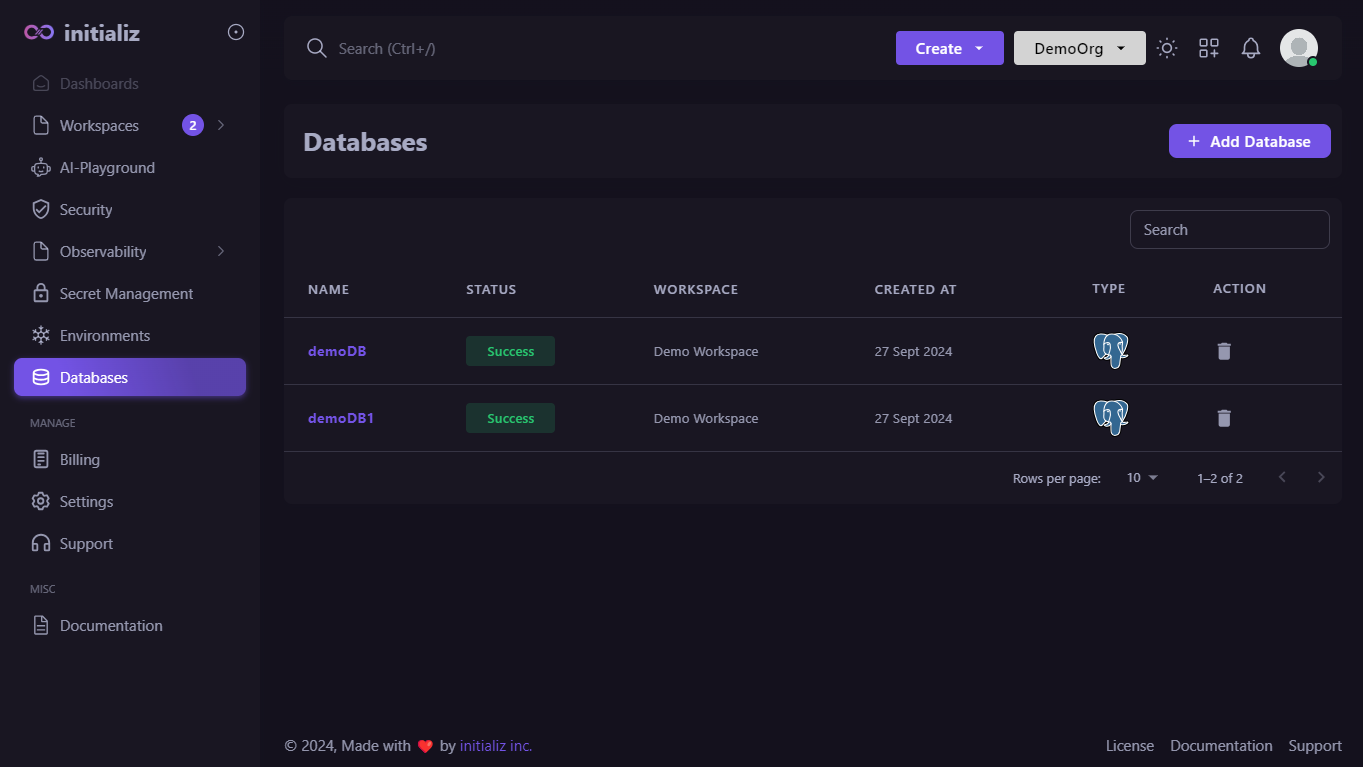 initializ
Dashboards
Workspaces 2
AI-Playground
Security
Observability
Secret Management
Environments
Databases
MANAGE
Billing
Settings
Support
MISC
Documentation
Search (Ctrl+/)
Create
DemoOrg
Databases
+ Add Database
Search
NAME STATUS WORKSPACE CREATED AT TYPE ACTION
demoDB Success Demo Workspace 27 Sept 2024
demoDB1 Success Demo Workspace 27 Sept 2024
Rows per page: 10 1–2 of 2
© 2024, Made with ❤️ by initializ inc.
License Documentation Support